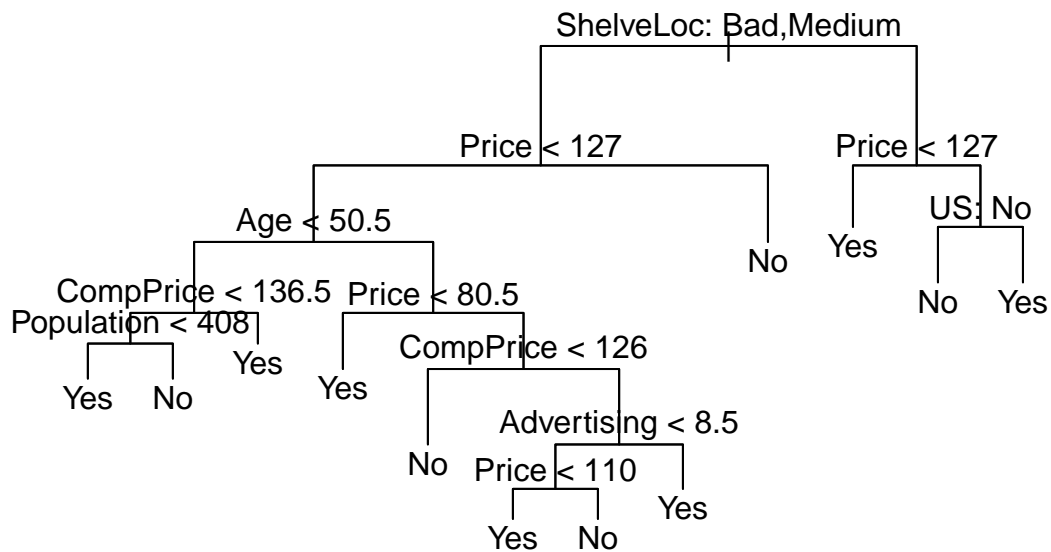 ShelveLoc: Bad,Medium
Price < 127
Price < 127
Age < 50.5
US: No
Yes
No
CompPrice < 136.5
Price < 80.5
No
Yes
Population < 408
Yes
CompPrice < 126
Yes
Yes
No
Advertising < 8.5
No
Price < 110
Yes
Yes
No